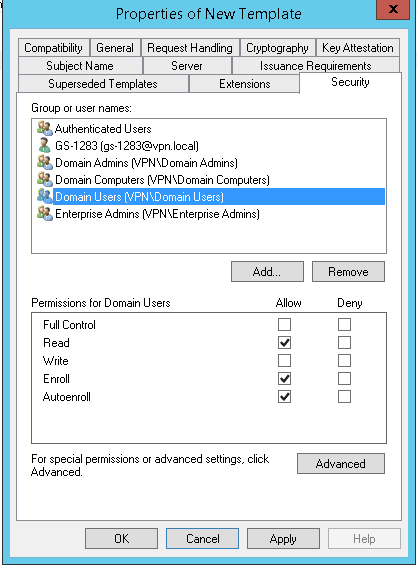 Properties of New Template
x
Compatibility General Request Handling Cryptography Key Attestation
Subject Name Server Issuance Requirements
Superseded Templates Extensions Security
Group or user names:
Authenticated Users
GS-1283 (gs-1283@vpn.local)
Domain Admins (VPN\Domain Admins)
Domain Computers (VPN\Domain Computers)
Domain Users (VPN\Domain Users)
Enterprise Admins (VPN\Enterprise Admins)
Add... Remove
Permissions for Domain Users Allow Deny
Full Control
Read
Write
Enroll
Autoenroll
For special permissions or advanced settings, click
Advanced.
Advanced
OK Cancel Apply Help